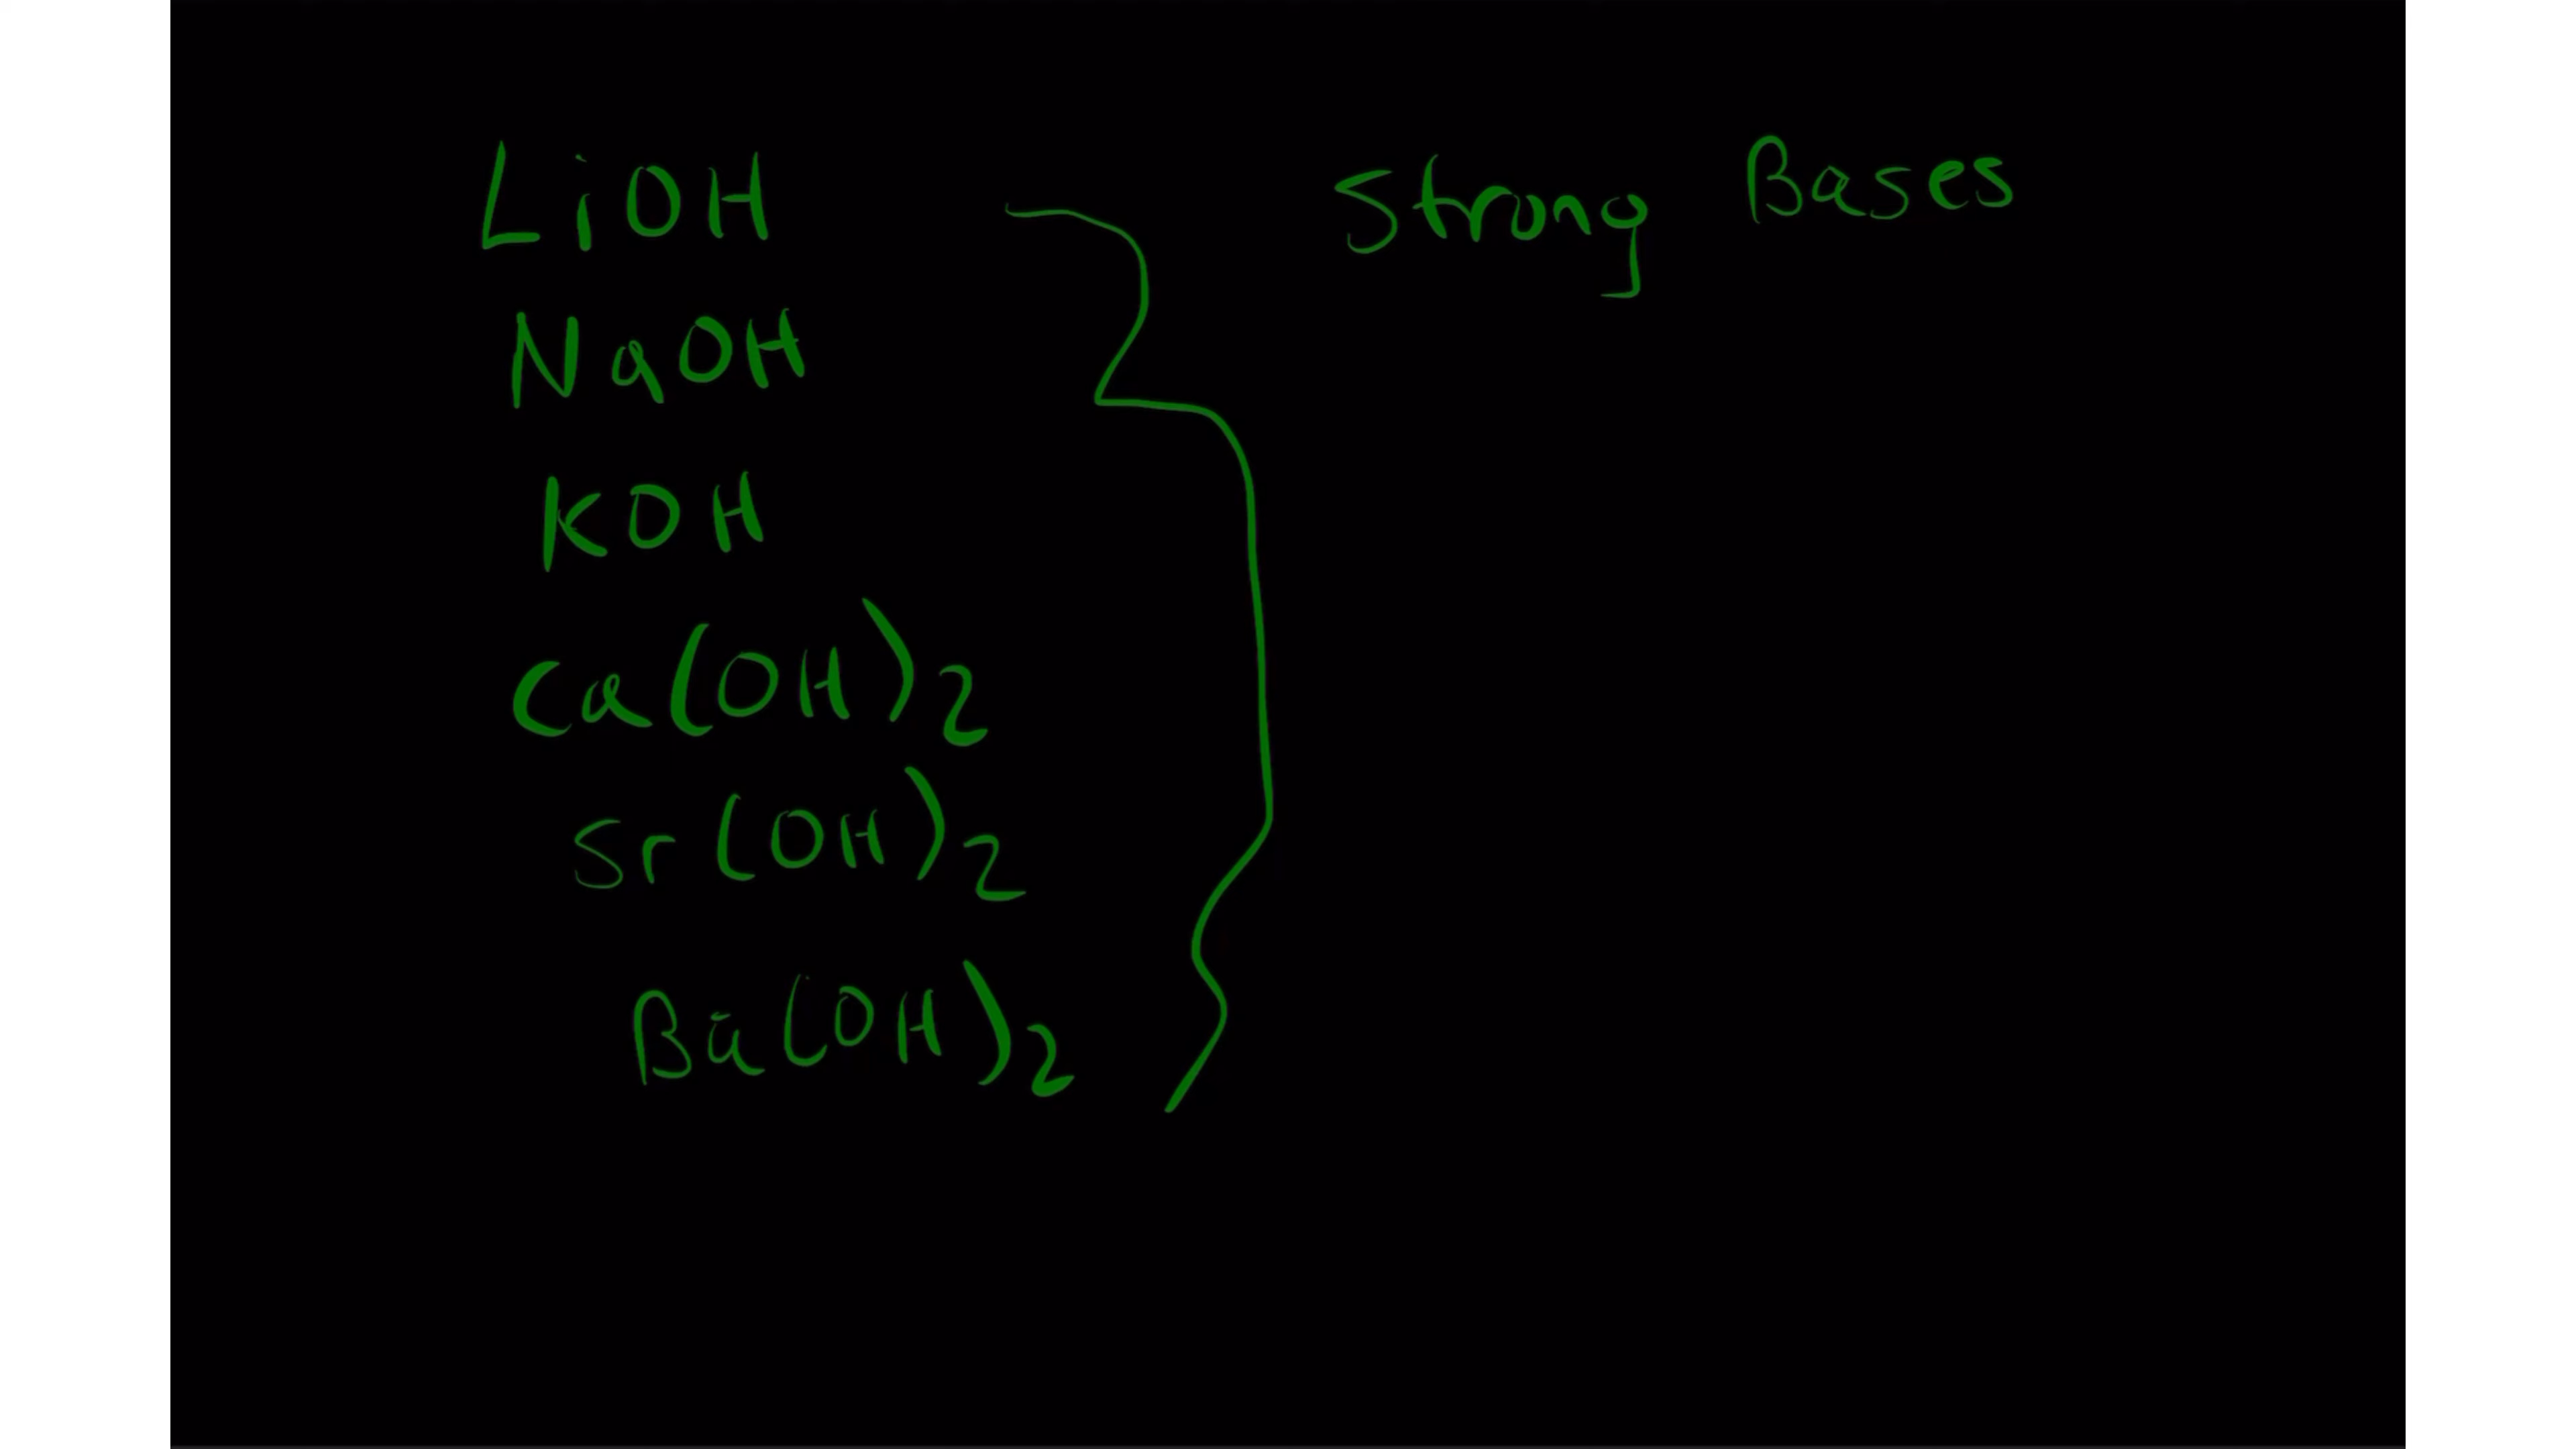 LiOH
Strong Bases
NaOH
KOH
Ca(OH)2
Sr(OH)2
Ba(OH)2